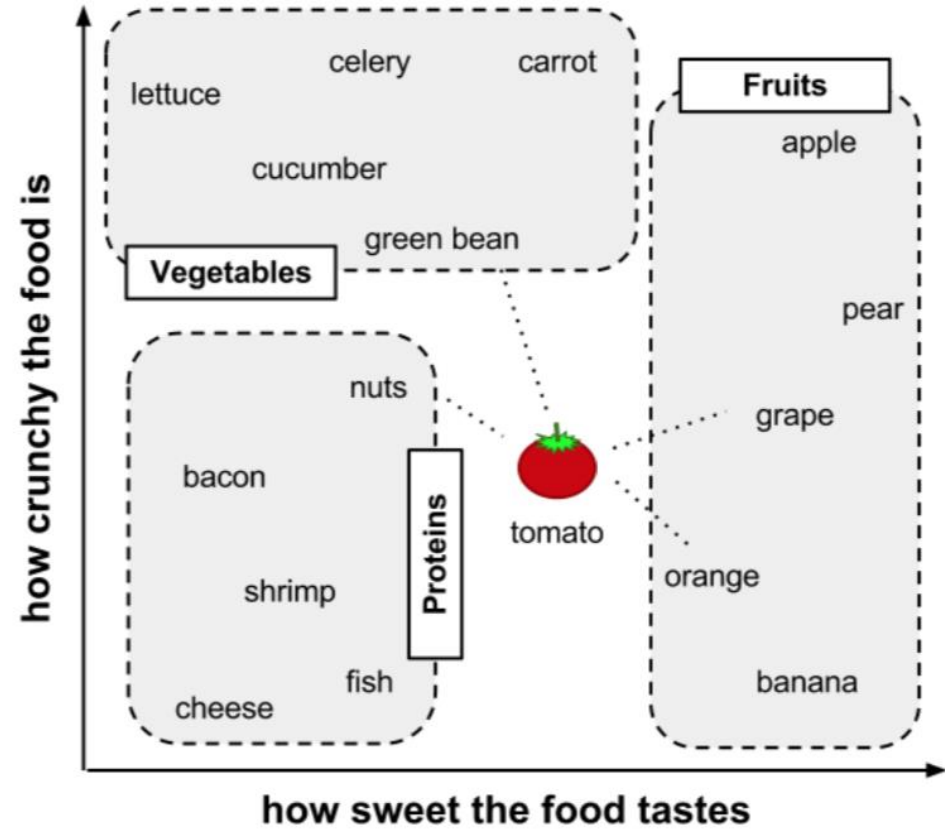 celery
carrot
lettuce
Fruits
apple
cucumber
green bean
Vegetables
pear
nuts
grape
bacon
tomato
Proteins
orange
shrimp
fish
banana
cheese
how crunchy the food is
how sweet the food tastes